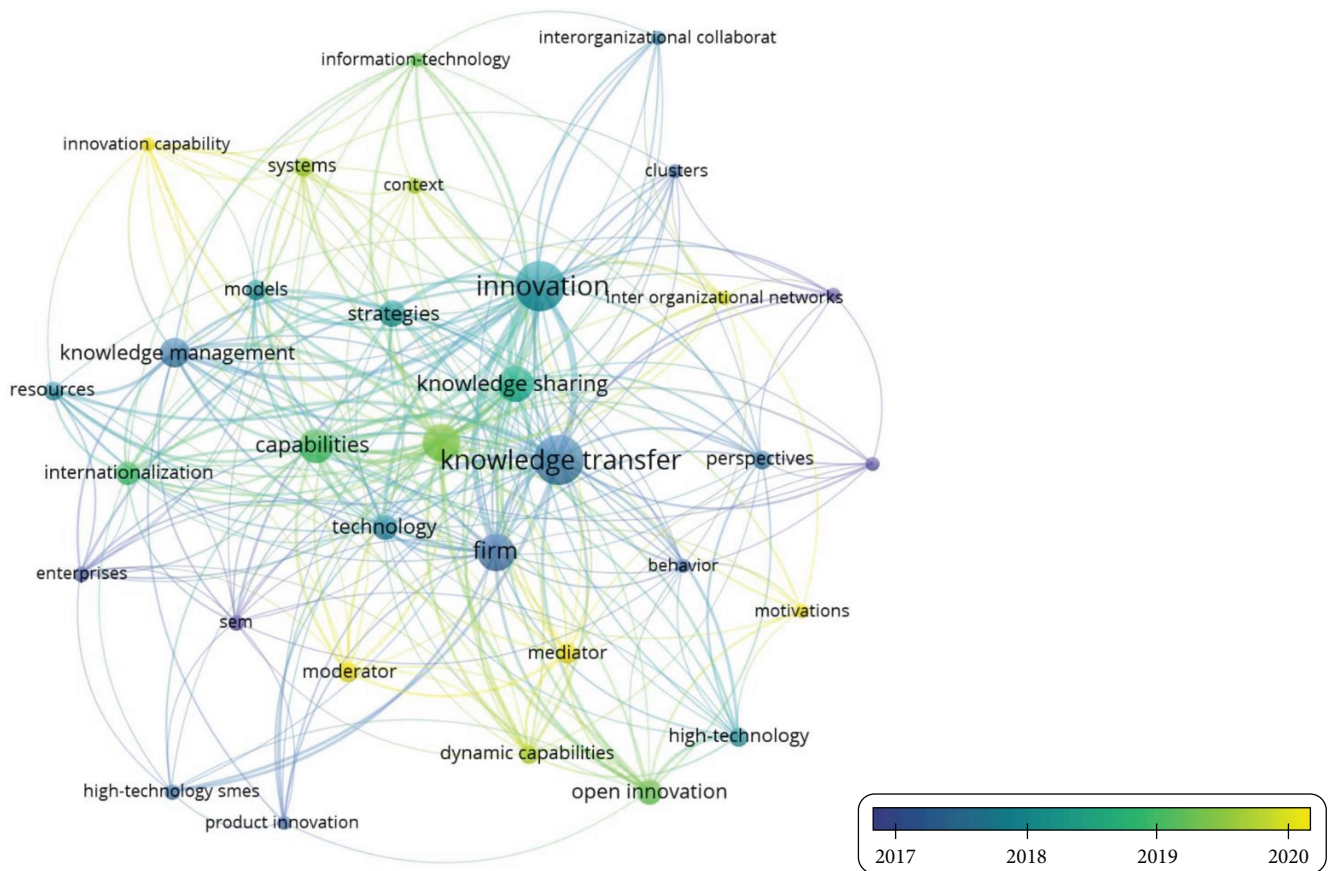 interorganizational collaborat
information-technology
innovation capability
systems
context
clusters
innovation
models
inter organizational networks
strategies
knowledge management
knowledge sharing
resources
capabilities
knowledge transfer
perspectives
internationalization
technology
firm
enterprises
behavior
motivations
sem
mediator
moderator
high-technology
dynamic capabilities
high-technology smes
open innovation
product innovation
2017 2018 2019 2020